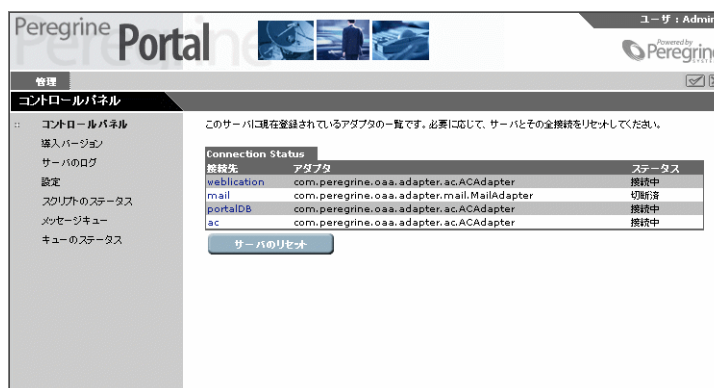 Peregrine Portal
ユーザ : Admin
Powered by
Peregrine
管理
コントロールパネル
コントロールパネル
導入バージョン
サーバのログ
設定
スクリプトのステータス
メッセージキュー
キューのステータス
このサーバに現在登録されているアダプタの一覧です。必要に応じて、サーバとその全接続をリセットしてください。
Connection Status
接続先 アダプタ ステータス
weblication com.peregrine.oaa.adapter.ac.ACAdapter 接続中
mail com.peregrine.oaa.adapter.mail.MailAdapter 切断済
portalDB com.peregrine.oaa.adapter.ac.ACAdapter 接続中
ac com.peregrine.oaa.adapter.ac.ACAdapter 接続中
サーバのリセット